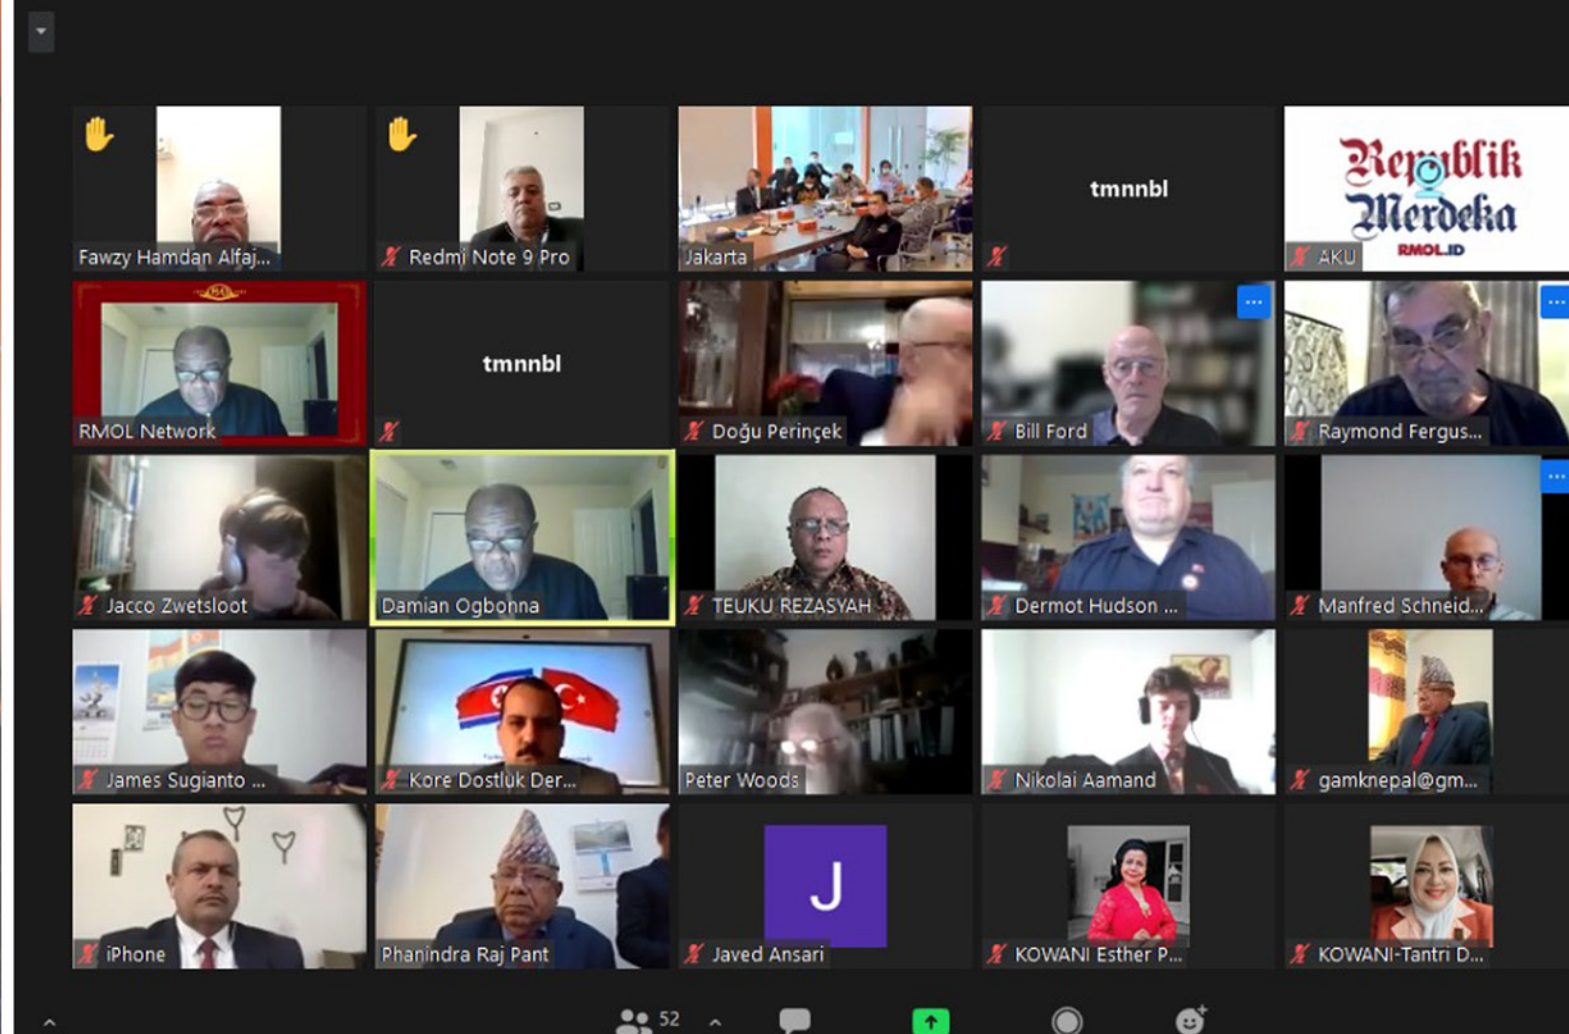 Fawzy Hamdan Alfaj...
Redmi Note 9 Pro
Jakarta
tmnnbl
Republik
Merdeka
RMOL.ID
AKU
RMOL Network
tmnnbl
Doğu Perinçek
Bill Ford
Raymond Fergus...
Jacco Zwetsloot
Damian Ogbonna
TEUKU REZASYAH
Dermot Hudson ...
Manfred Schneid...
James Sugianto ...
Kore Dostluk Der...
Peter Woods
Nikolai Aamand
gamknepal@gm...
iPhone
Phanindra Raj Pant
J
Javed Ansari
KOWANI Esther P...
KOWANI-Tantri D...
52